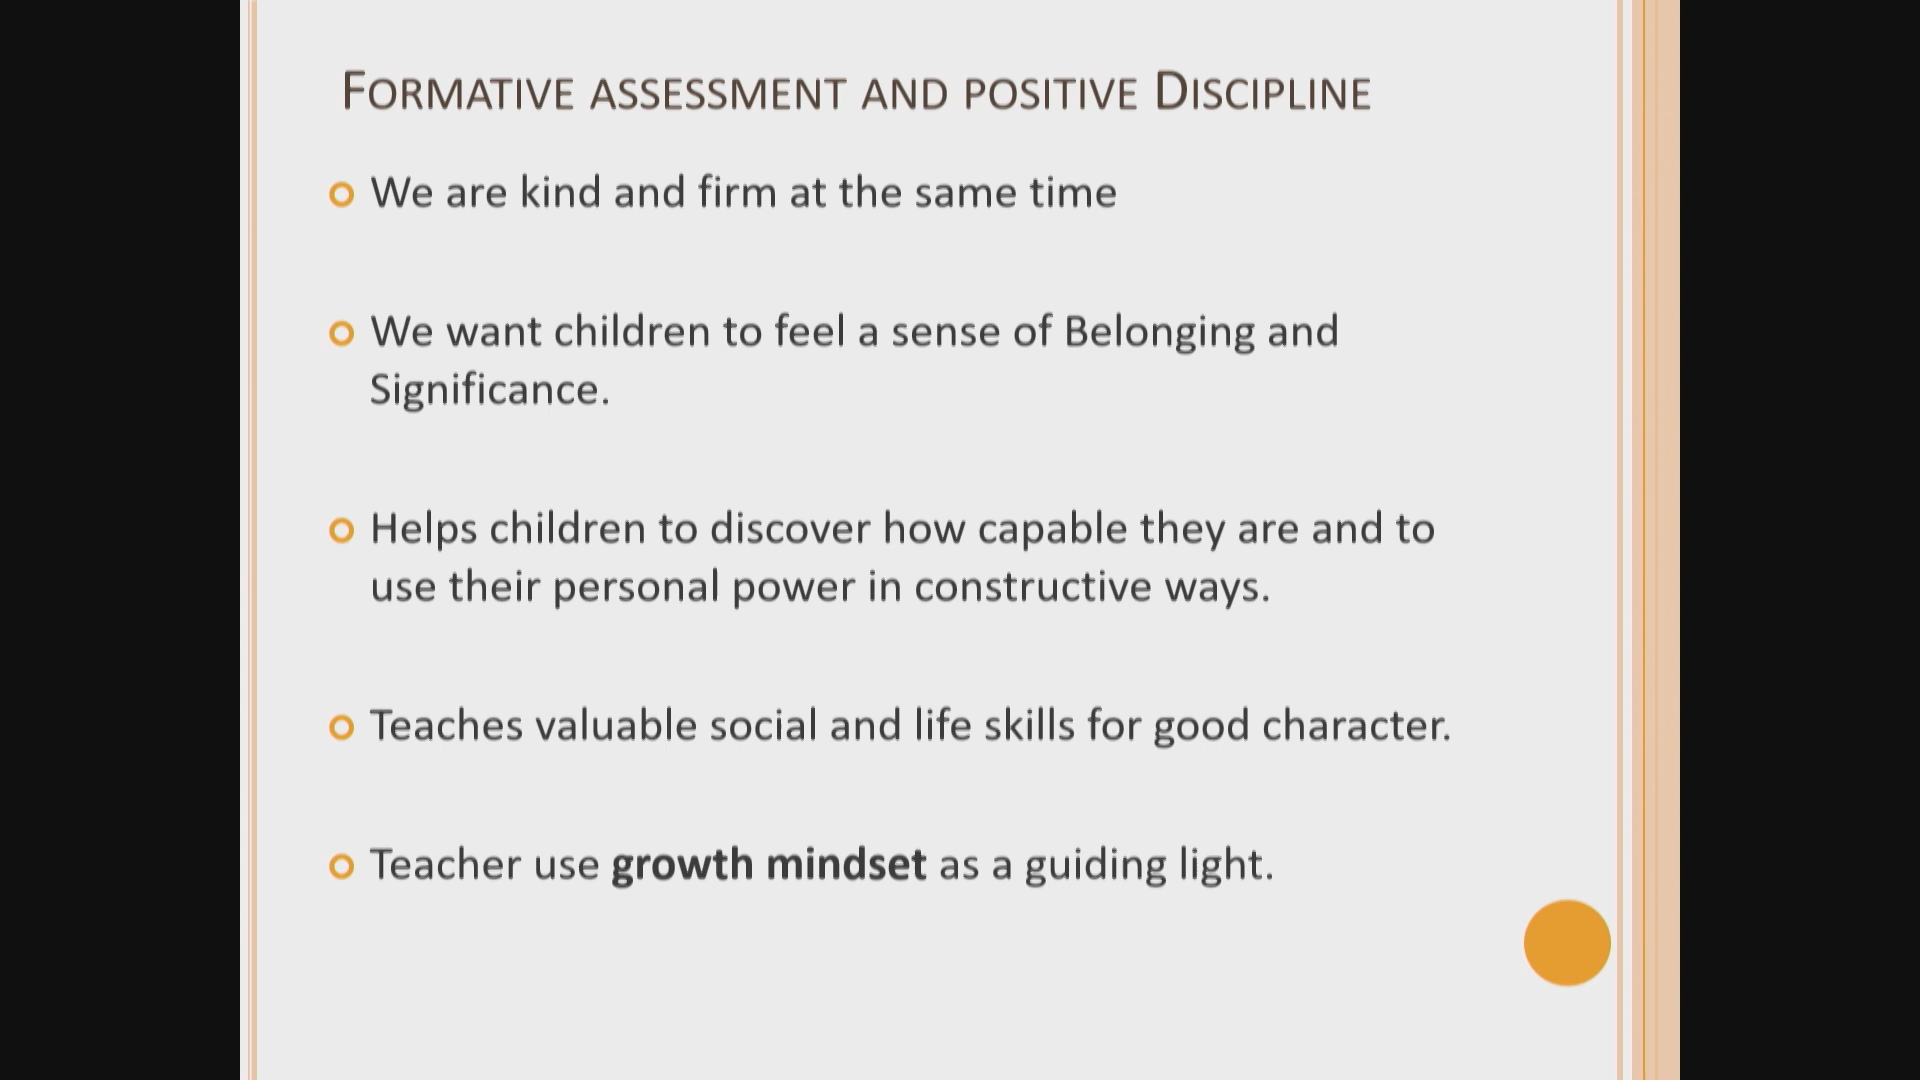 Formative assessment and positive Discipline
We are kind and firm at the same time
We want children to feel a sense of Belonging and
Significance.
Helps children to discover how capable they are and to
use their personal power in constructive ways.
Teaches valuable social and life skills for good character.
Teacher use growth mindset as a guiding light.